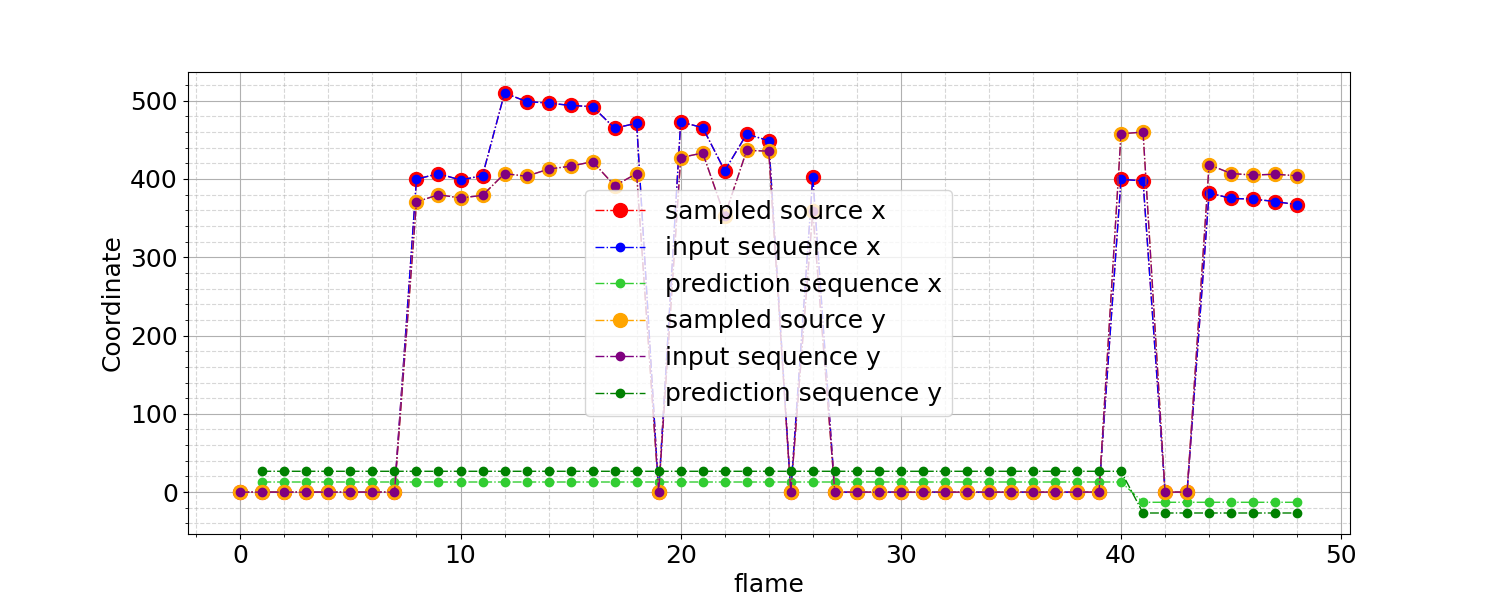 Coordinate
500
400
300
200
100
0
sampled source x
input sequence x
prediction sequence x
sampled source y
input sequence y
prediction sequence y
0 10 20 30 40 50
flame